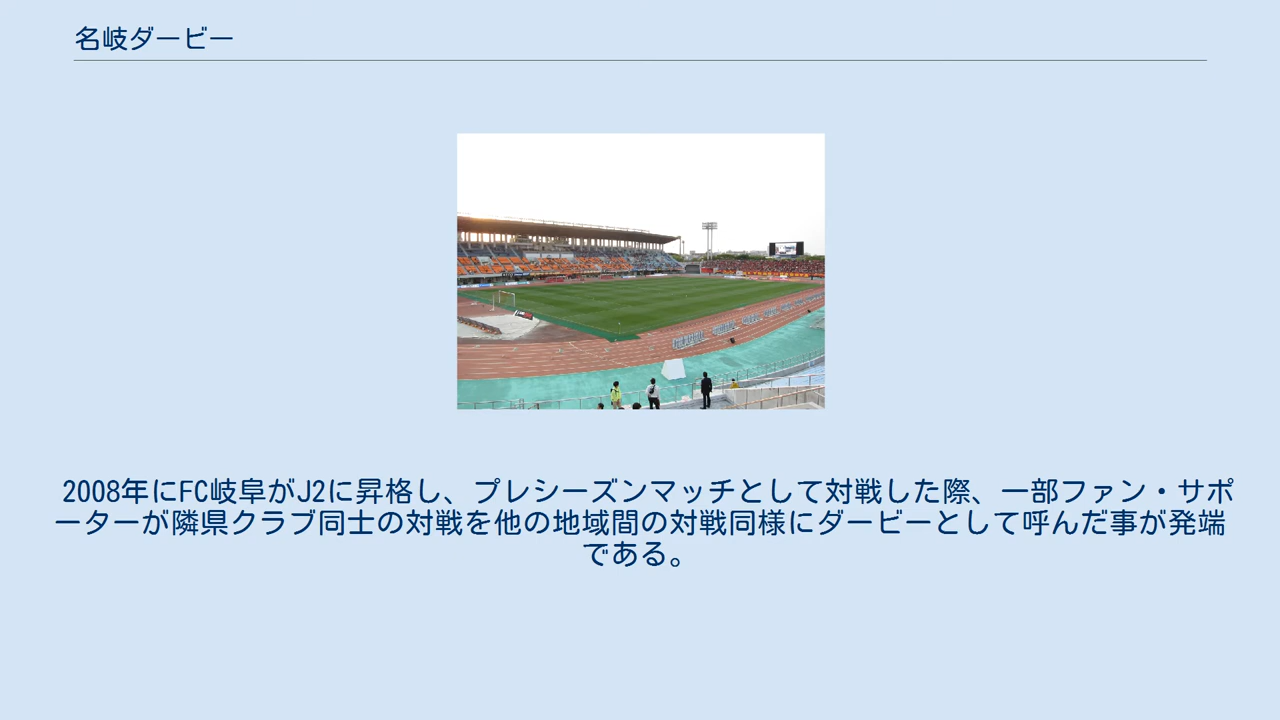 名岐ダービー
2008年にFC岐阜がJ2に昇格し、プレシーズンマッチとして対戦した際、一部ファン・サポ
ーターが隣県クラブ同士の対戦を他の地域間の対戦同様にダービーとして呼んだ事が発端
である。